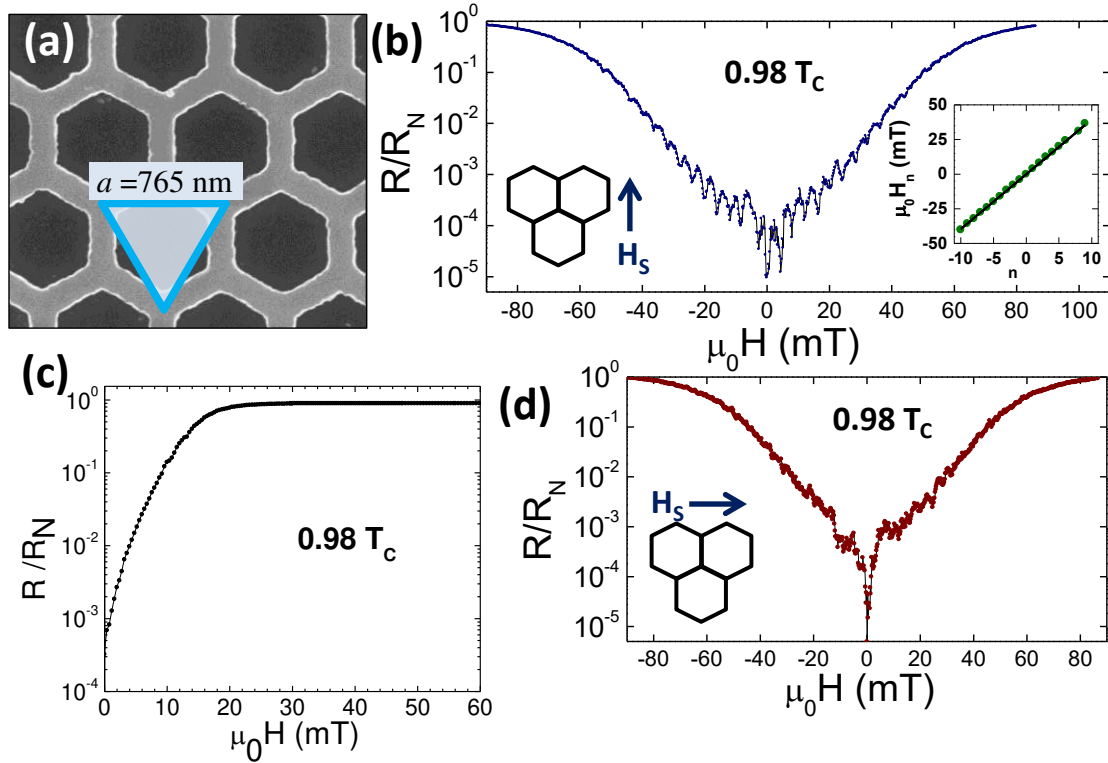 (a)
a =765 nm
(b)
0.98 T_C
R/R_N
10^0
10^-1
10^-2
10^-3
10^-4
10^-5
H_S
-80 -60 -40 -20 0 20 40 60 80 100
μ_0H (mT)
μ_0H_n (mT)
50
25
0
-25
-50
-10 -5 0 5 10
n
(c)
R /R_N
10^0
10^-1
10^-2
10^-3
10^-4
0.98 T_c
0 10 20 30 40 50 60
μ_0H (mT)
(d)
0.98 T_C
R/R_N
10^0
10^-1
10^-2
10^-3
10^-4
10^-5
H_S
-80 -60 -40 -20 0 20 40 60 80
μ_0H (mT)